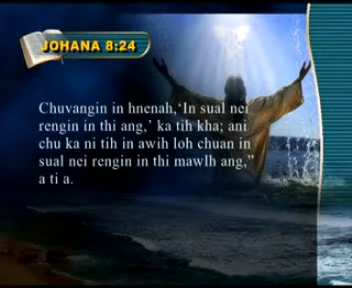 JOHANA 8:24
Chuvangin in hnenah,‘In sual nei
rengin in thi ang,’ ka tih kha; ani
chu ka ni tih in awih loh chuan in
sual nei rengin in thi mawlh ang,”
a ti a.